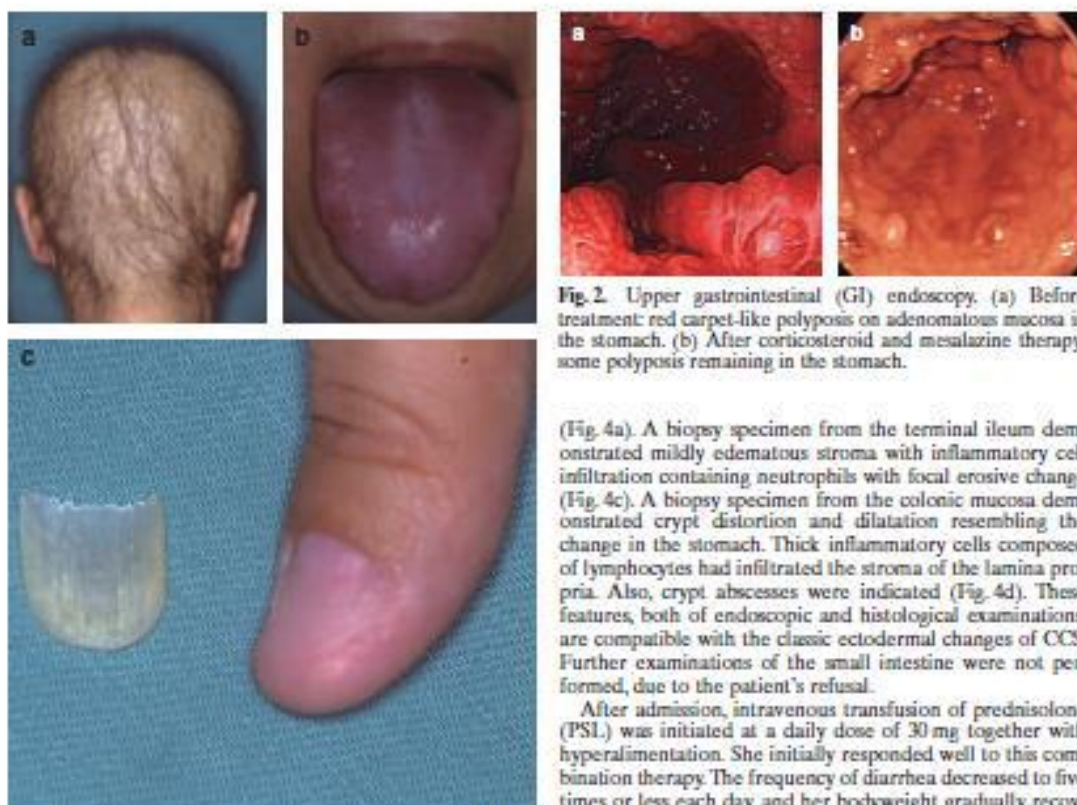 a
b
c
a
b
Fig. 2. Upper gastrointestinal (GI) endoscopy. (a) Befor
treatment: red carpet-like polyposis on adenomatous mucosa i
the stomach. (b) After corticosteroid and mesalazine therapy
some polyposis remaining in the stomach.
(Fig. 4a). A biopsy specimen from the terminal ileum dem
onstrated mildly edematous stroma with inflammatory cel
infiltration containing neutrophils with focal erosive chang
(Fig. 4c). A biopsy specimen from the colonic mucosa dem
onstrated crypt distortion and dilatation resembling th
change in the stomach. Thick inflammatory cells compose
of lymphocytes had infiltrated the stroma of the lamina pro
pria. Also, crypt abscesses were indicated (Fig. 4d). Thes
features, both of endoscopic and histological examinations
are compatible with the classic ectodermal changes of CCS
Further examinations of the small intestine were not per
formed, due to the patient's refusal.
After admission, intravenous transfusion of prednisolon
(PSL) was initiated at a daily dose of 30 mg together with
hyperalimentation. She initially responded well to this com
bination therapy. The frequency of diarrhea decreased to fiv
times or less each day and her bodyweight gradually recov